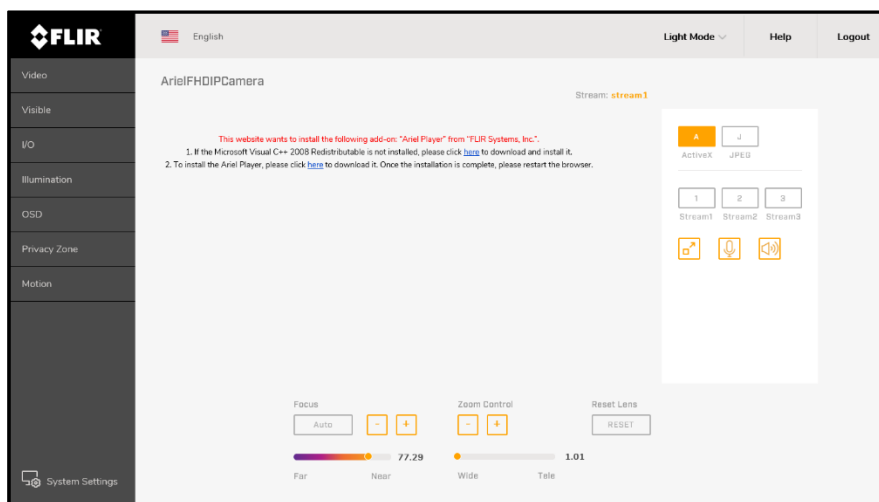 FLIR
English
Light Mode
Help
Logout
Video
Visible
I/O
Illumination
OSD
Privacy Zone
Motion
System Settings
ArielFHDIPCamera
Stream: stream1
This website wants to install the following add-on: "Ariel Player" from "FLIR Systems, Inc.".
1. If the Microsoft Visual C++ 2008 Redistributable is not installed, please click here to download and install it.
2. To install the Ariel Player, please click here to download it. Once the installation is complete, please restart the browser.
A J
ActiveX JPEG
1 2 3
Stream1 Stream2 Stream3
Focus
Auto - +
77.29
Far Near
Zoom Control
- +
1.01
Wide Tele
Reset Lens
RESET